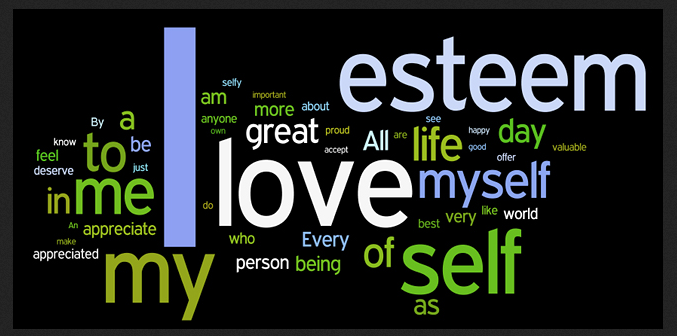 I
esteem
love
self
my
me
myself
life
great
to
of
in
a
am
selfy
important
more
about
anyone
own
proud
accept
All
are
see
happy
good
day
valuable
offer
By
know
be
feel
deserve
just
An
appreciate
make
appreciated
do
who
Every
person
being
best
very
like
world
as